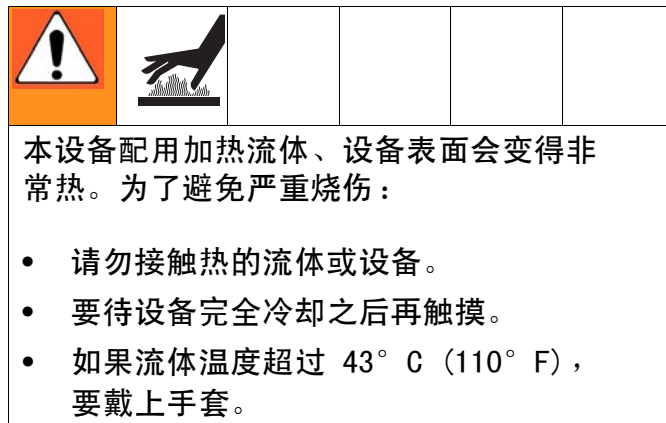 本设备配用加热流体、设备表面会变得非
常热。为了避免严重烧伤：
• 请勿接触热的流体或设备。
• 要待设备完全冷却之后再触摸。
• 如果流体温度超过 43° C (110° F)，
要戴上手套。